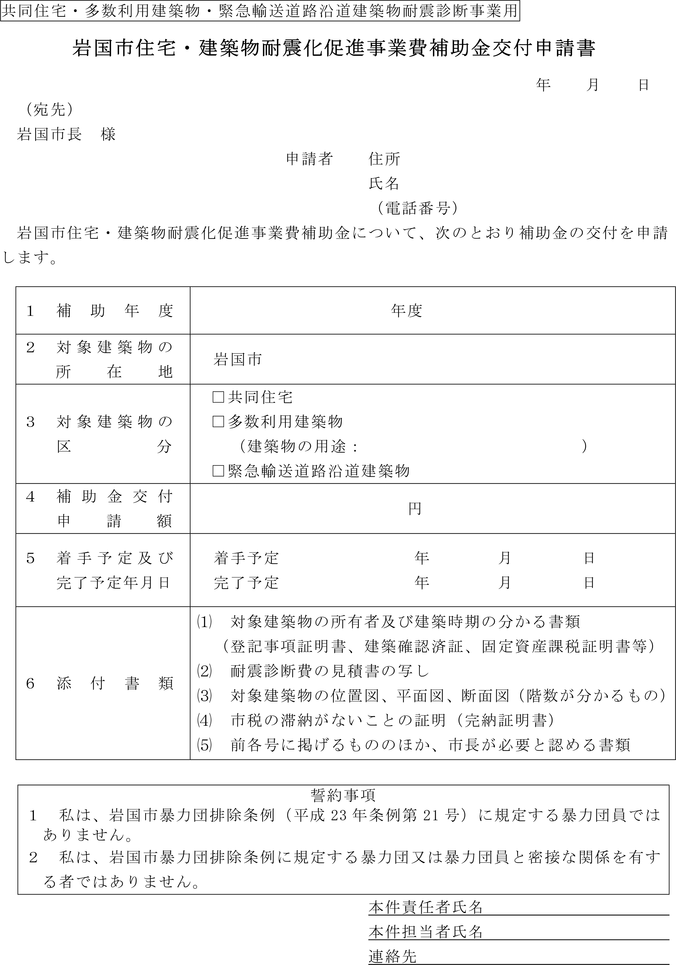 共同住宅・多数利用建築物・緊急輸送道路沿道建築物耐震診断事業用
岩国市住宅・建築物耐震化促進事業費補助金交付申請書
年　　月　　日
（宛先）
岩国市長　様
申請者　　住所
氏名
（電話番号）
岩国市住宅・建築物耐震化促進事業費補助金について、次のとおり補助金の交付を申請
します。
１　補助年度　　年度
２　対象建築物の
所在地　　岩国市
３　対象建築物の
区分
□共同住宅
□多数利用建築物
（建築物の用途：　　　　　　　　）
□緊急輸送道路沿道建築物
４　補助金交付
申請額　　円
５　着手予定及び
完了予定年月日
着手予定　　年　　月　　日
完了予定　　年　　月　　日
６　添付書類
⑴　対象建築物の所有者及び建築時期の分かる書類
（登記事項証明書、建築確認済証、固定資産課税証明書等）
⑵　耐震診断費の見積書の写し
⑶　対象建築物の位置図、平面図、断面図（階数が分かるもの）
⑷　市税の滞納がないことの証明（完納証明書）
⑸　前各号に掲げるもののほか、市長が必要と認める書類
誓約事項
１　私は、岩国市暴力団排除条例（平成 23 年条例第 21 号）に規定する暴力団員では
ありません。
２　私は、岩国市暴力団排除条例に規定する暴力団又は暴力団員と密接な関係を有す
る者ではありません。
本件責任者氏名
本件担当者氏名
連絡先